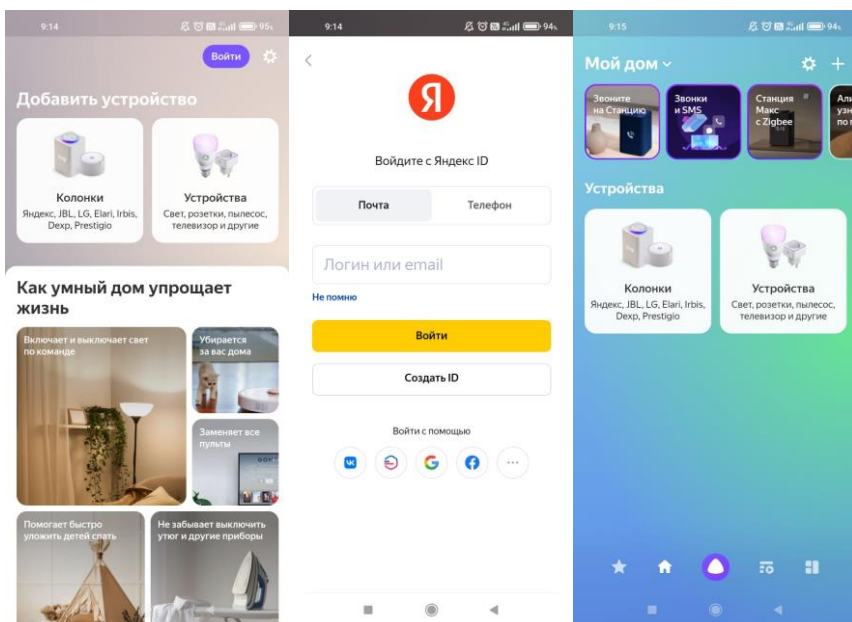 9:14
95
Войти
Добавить устройство
Колонки
Яндекс, JBL, LG, Elari, Irbis,
Dexp, Prestigio
Устройства
Свет, розетки, пылесос,
телевизор и другие
Как умный дом упрощает
жизнь
Включает и выключает свет
по команде
Убирается
за вас дома
Заменяет все
пульты
Помогает быстро
уложить детей спать
Не забывает выключить
утюг и другие приборы
9:14
94
Я
Войдите с Яндекс ID
Почта
Телефон
Логин или email
Не помню
Войти
Создать ID
Войти с помощью
9:15
94
Мой дом
Звоните
на Станцию
Звонки
и SMS
Станция
Макс
с Zigbee
Али
узн
по
Устройства
Колонки
Яндекс, JBL, LG, Elari, Irbis,
Dexp, Prestigio
Устройства
Свет, розетки, пылесос,
телевизор и другие